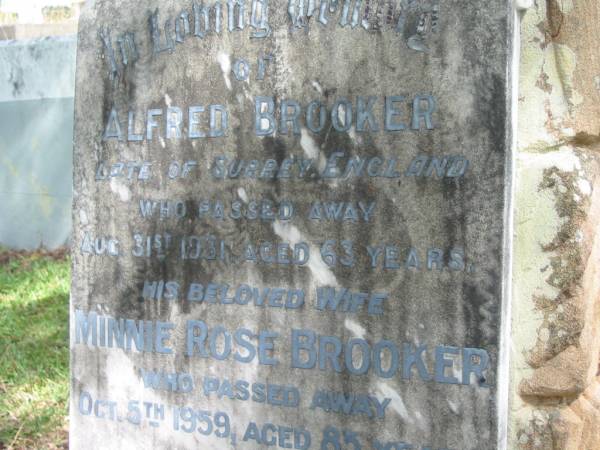 In Loving Memory
of
ALFRED BROOKER
LATE OF SURREY, ENGLAND
WHO PASSED AWAY
AUG 31ST 1931, AGED 63 YEARS.
HIS BELOVED WIFE
MINNIE ROSE BROOKER
WHO PASSED AWAY
OCT. 5TH 1959, AGED 85